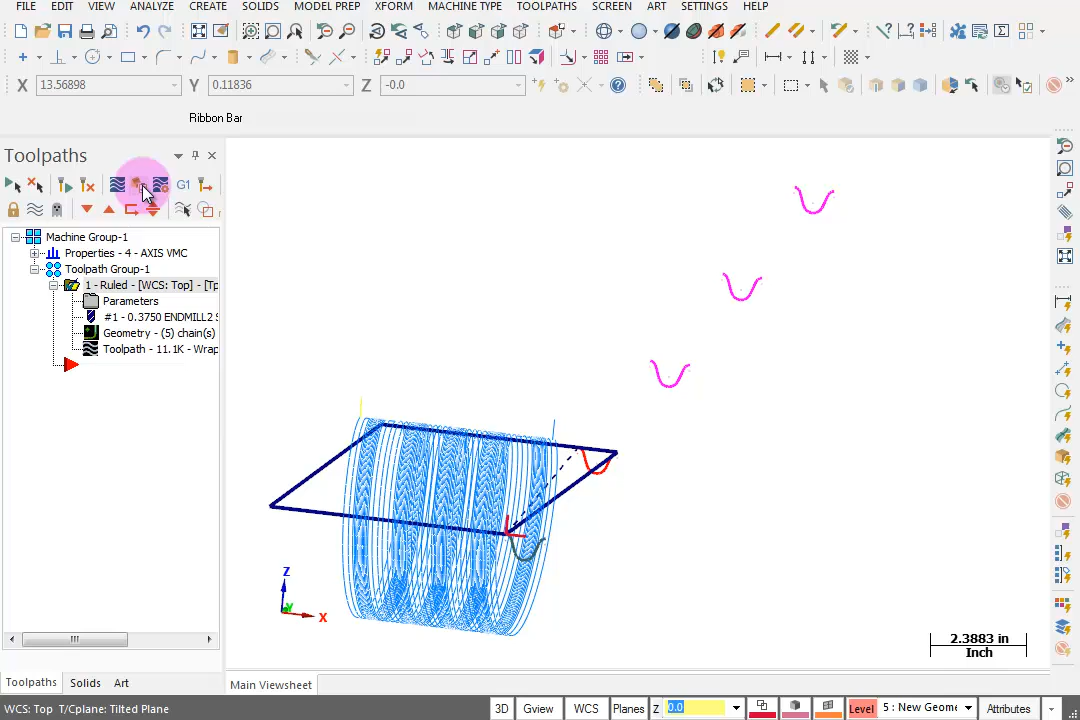 FILE EDIT VIEW ANALYZE CREATE SOLIDS MODEL PREP XFORM MACHINE TYPE TOOLPATHS SCREEN ART SETTINGS HELP
X 13.56898 Y 0.11836 Z -0.0
Ribbon Bar
Toolpaths
G1
Machine Group-1
Properties - 4 - AXIS VMC
Toolpath Group-1
1 - Ruled - [WCS: Top] - [Tp
Parameters
#1 - 0.3750 ENDMILL2 S
Geometry - (5) chain(s)
Toolpath - 11.1K - Wrap
Z
Y
X
2.3883 in
Inch
Toolpaths Solids Art
Main Viewsheet
WCS: Top T/Cplane: Tilted Plane 3D Gview WCS Planes Z 0.0 Level 5 : New Geome Attributes